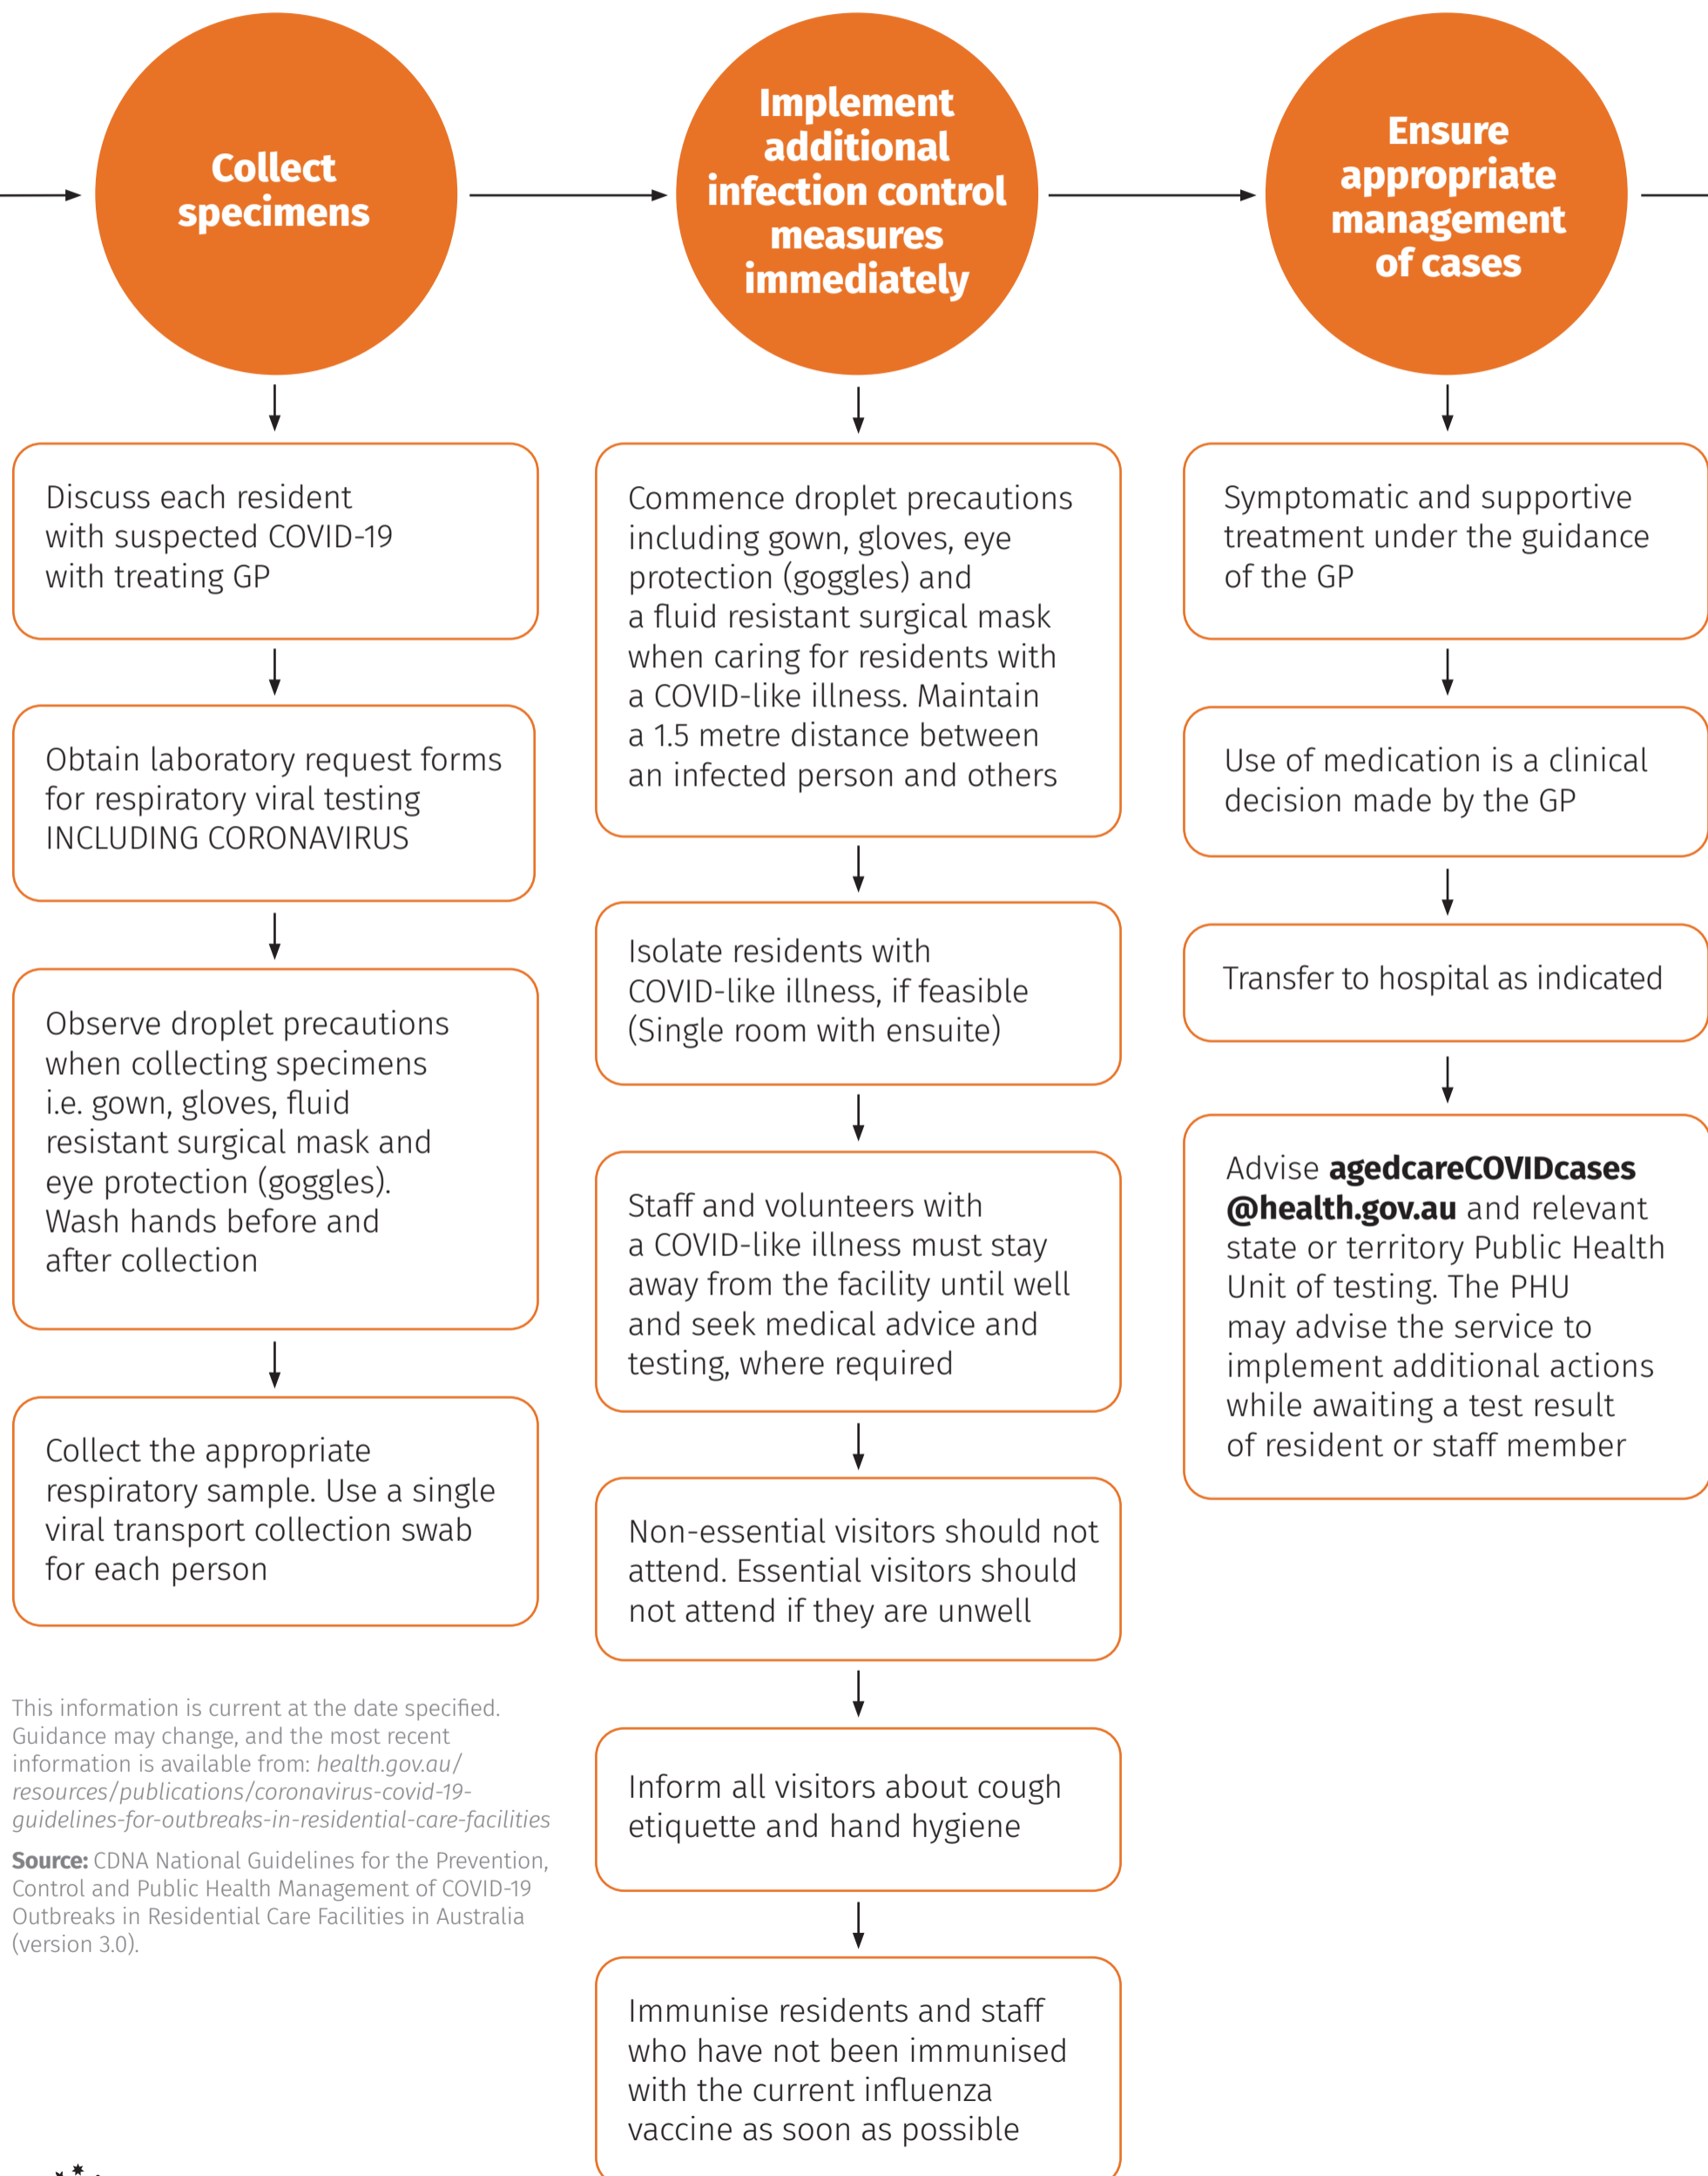 Collect
specimens
Discuss each resident
with suspected COVID-19
with treating GP
Obtain laboratory request forms
for respiratory viral testing
INCLUDING CORONAVIRUS
Observe droplet precautions
when collecting specimens
i.e. gown, gloves, fluid
resistant surgical mask and
eye protection (goggles).
Wash hands before and
after collection
Collect the appropriate
respiratory sample. Use a single
viral transport collection swab
for each person
This information is current at the date specified.
Guidance may change, and the most recent
information is available from: health.gov.au/
resources/publications/coronavirus-covid-19-
guidelines-for-outbreaks-in-residential-care-facilities
Source: CDNA National Guidelines for the Prevention,
Control and Public Health Management of COVID-19
Outbreaks in Residential Care Facilities in Australia
(version 3.0).
Implement
additional
infection control
measures
immediately
Commence droplet precautions
including gown, gloves, eye
protection (goggles) and
a fluid resistant surgical mask
when caring for residents with
a COVID-like illness. Maintain
a 1.5 metre distance between
an infected person and others
Isolate residents with
COVID-like illness, if feasible
(Single room with ensuite)
Staff and volunteers with
a COVID-like illness must stay
away from the facility until well
and seek medical advice and
testing, where required
Non-essential visitors should not
attend. Essential visitors should
not attend if they are unwell
Inform all visitors about cough
etiquette and hand hygiene
Immunise residents and staff
who have not been immunised
with the current influenza
vaccine as soon as possible
Ensure
appropriate
management
of cases
Symptomatic and supportive
treatment under the guidance
of the GP
Use of medication is a clinical
decision made by the GP
Transfer to hospital as indicated
Advise agedcareCOVIDcases
@health.gov.au and relevant
state or territory Public Health
Unit of testing. The PHU
may advise the service to
implement additional actions
while awaiting a test result
of resident or staff member